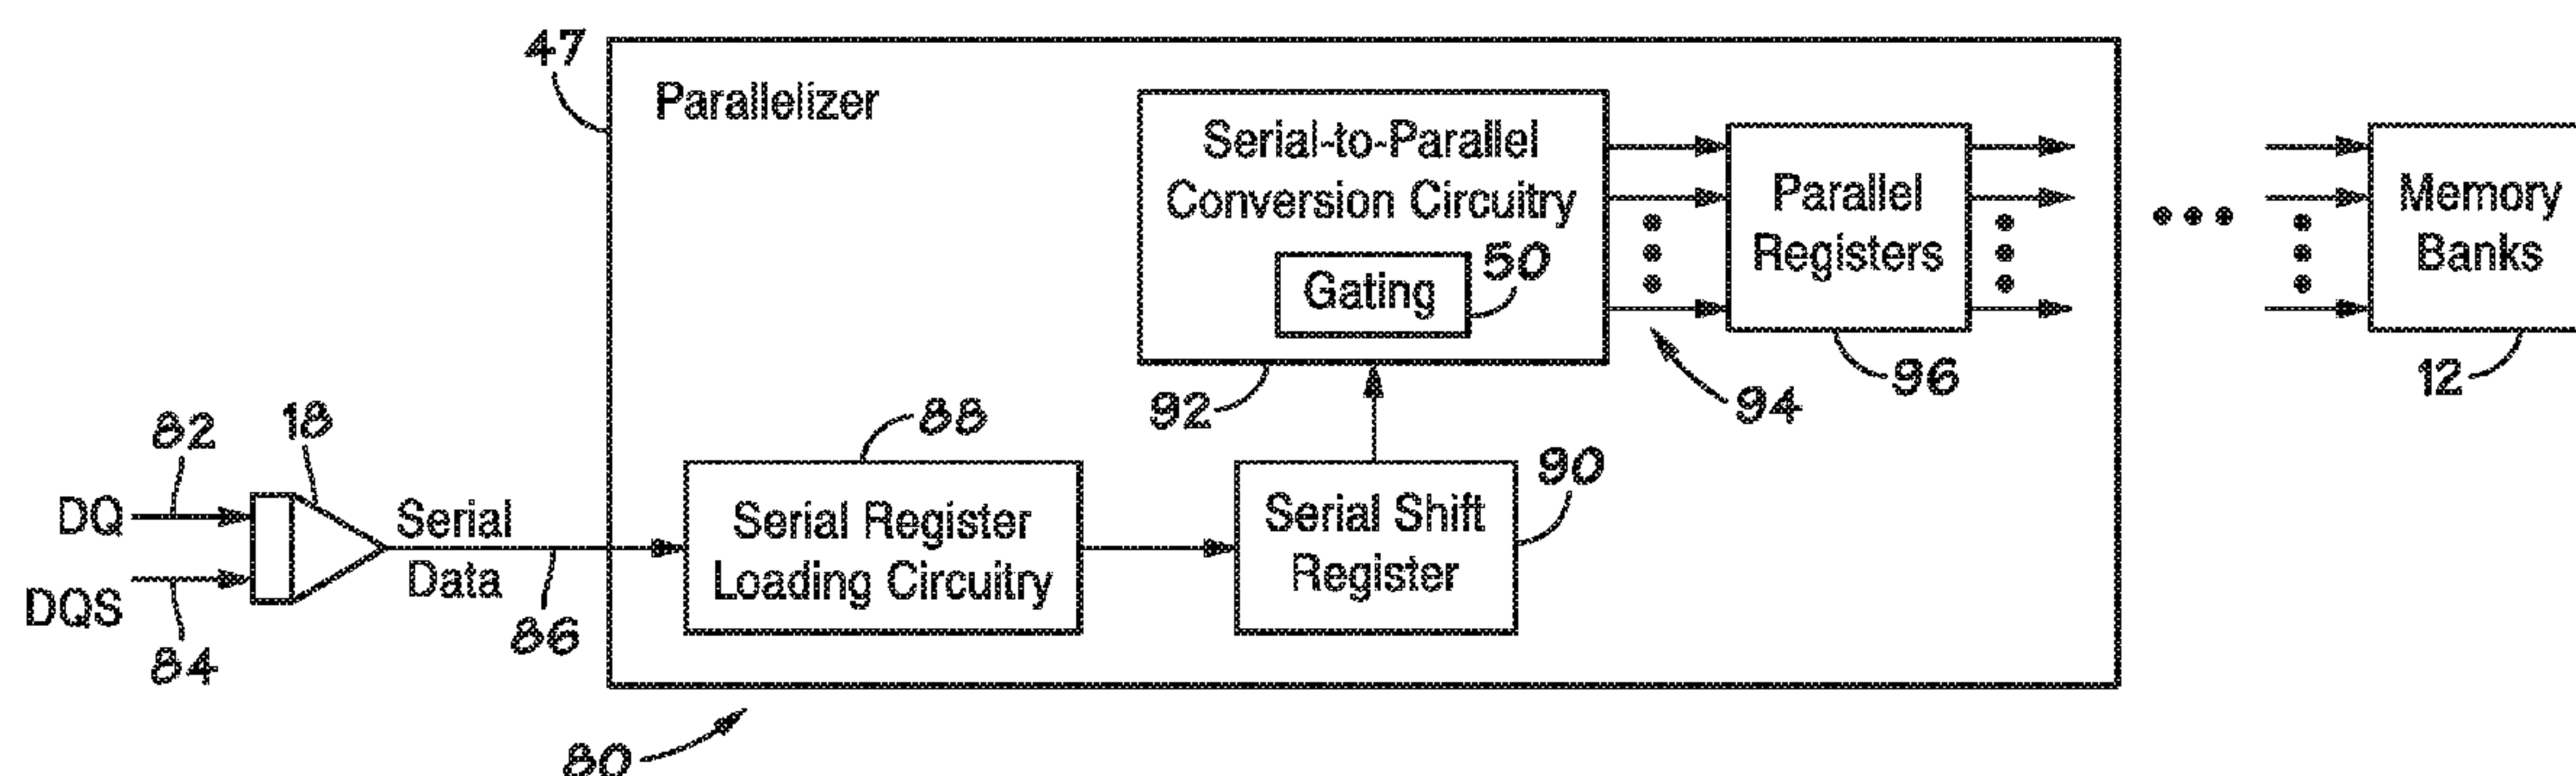 47
Parallelizer
Serial-to-Parallel
Conversion Circuitry
Gating
50
92
94
Parallel
Registers
96
Memory
Banks
12
82
18
DQ
DQS
84
Serial
Data
86
88
Serial Register
Loading Circuitry
Serial Shift
Register
90
80